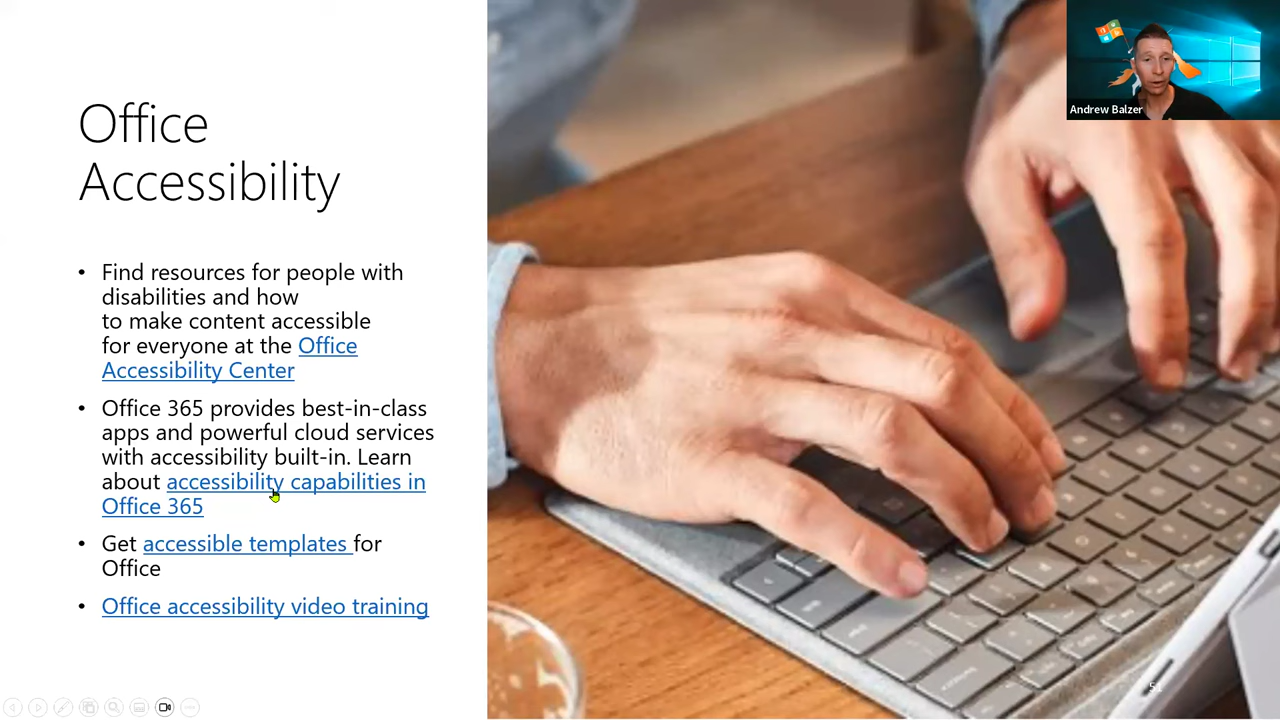 Andrew Balzer
Office
Accessibility
• Find resources for people with
disabilities and how
to make content accessible
for everyone at the Office
Accessibility Center
• Office 365 provides best-in-class
apps and powerful cloud services
with accessibility built-in. Learn
about accessibility capabilities in
Office 365
• Get accessible templates for
Office
• Office accessibility video training
51